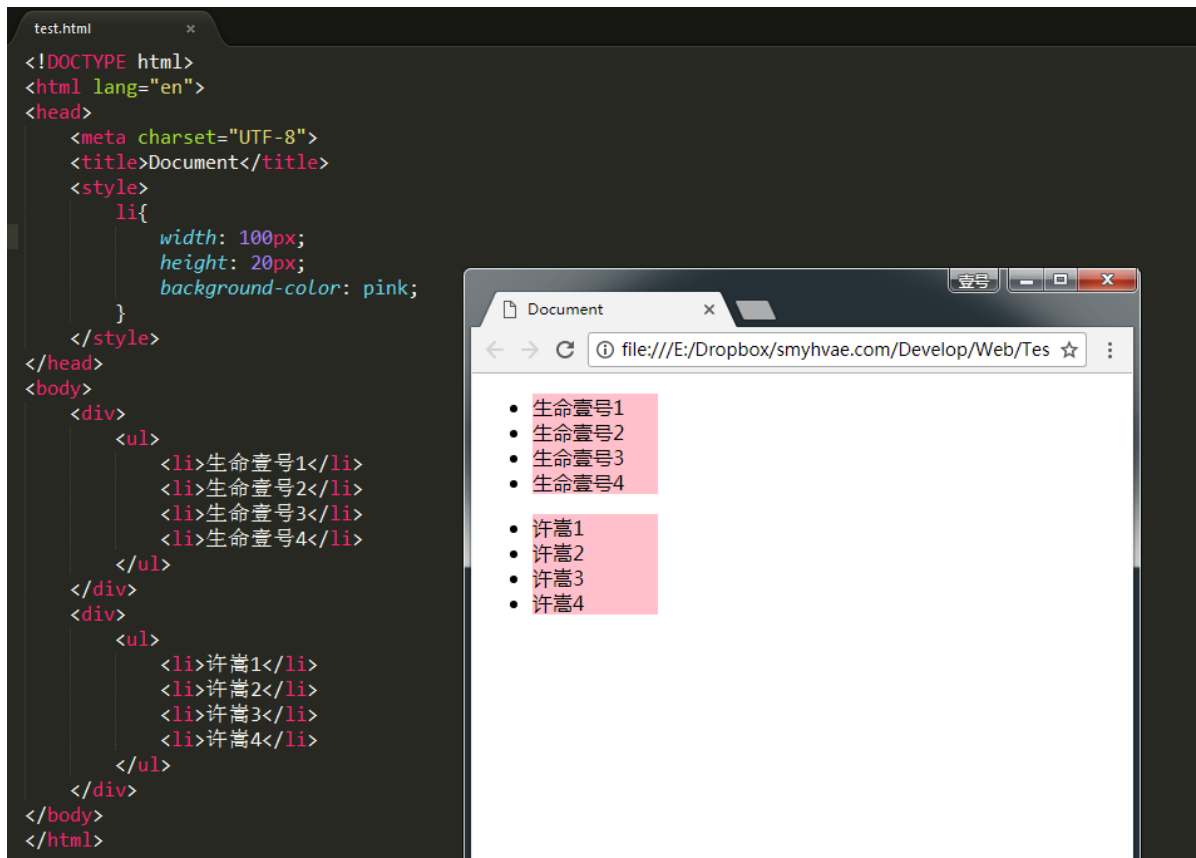 test.html
<!DOCTYPE html>
<html lang="en">
<head>
    <meta charset="UTF-8">
    <title>Document</title>
    <style>
        li{
            width: 100px;
            height: 20px;
            background-color: pink;
        }
    </style>
</head>
<body>
    <div>
        <ul>
            <li>生命壹号1</li>
            <li>生命壹号2</li>
            <li>生命壹号3</li>
            <li>生命壹号4</li>
        </ul>
    </div>
    <div>
        <ul>
            <li>许嵩1</li>
            <li>许嵩2</li>
            <li>许嵩3</li>
            <li>许嵩4</li>
        </ul>
    </div>
</body>
</html>
壹号
Document
file:///E:/Dropbox/smyhvae.com/Develop/Web/Tes
生命壹号1
生命壹号2
生命壹号3
生命壹号4
许嵩1
许嵩2
许嵩3
许嵩4